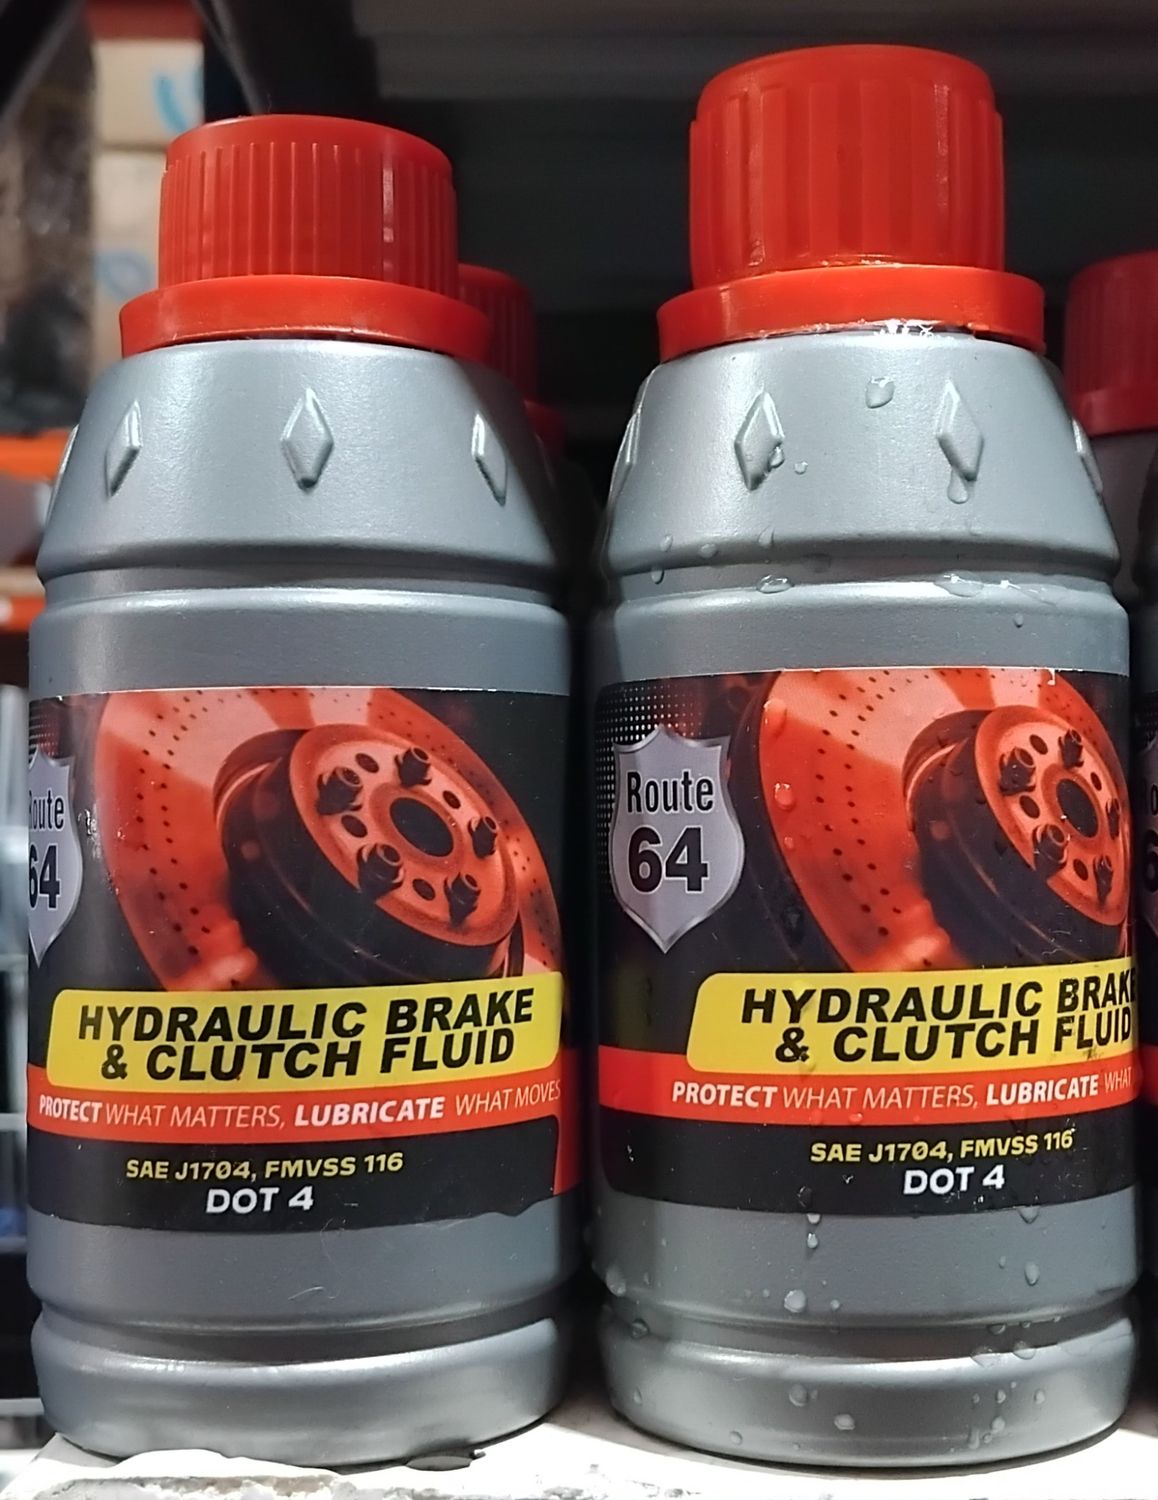 Route
64
HYDRAULIC BRAKE
& CLUTCH FLUID
PROTECT WHAT MATTERS, LUBRICATE WHAT MOVES
SAE J1704, FMVSS 116
DOT 4
Route
64
HYDRAULIC BRAKE
& CLUTCH FLUID
PROTECT WHAT MATTERS, LUBRICATE WHAT
SAE J1704, FMVSS 116
DOT 4